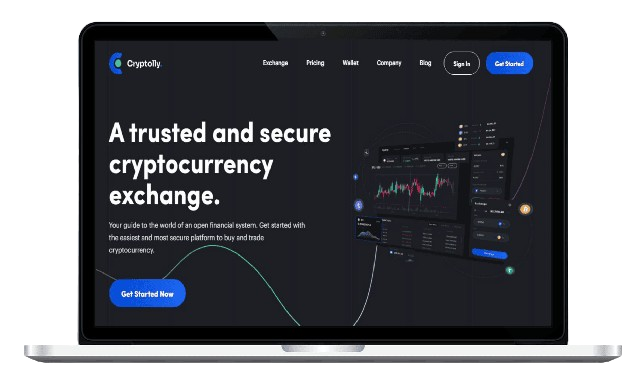 Cryptolly
Exchange
Pricing
Wallet
Company
Blog
Sign In
Get Started
A trusted and secure
cryptocurrency
exchange.
Your guide to the world of an open financial system. Get started with
the easiest and most secure platform to buy and trade
cryptocurrency.
Get Started Now